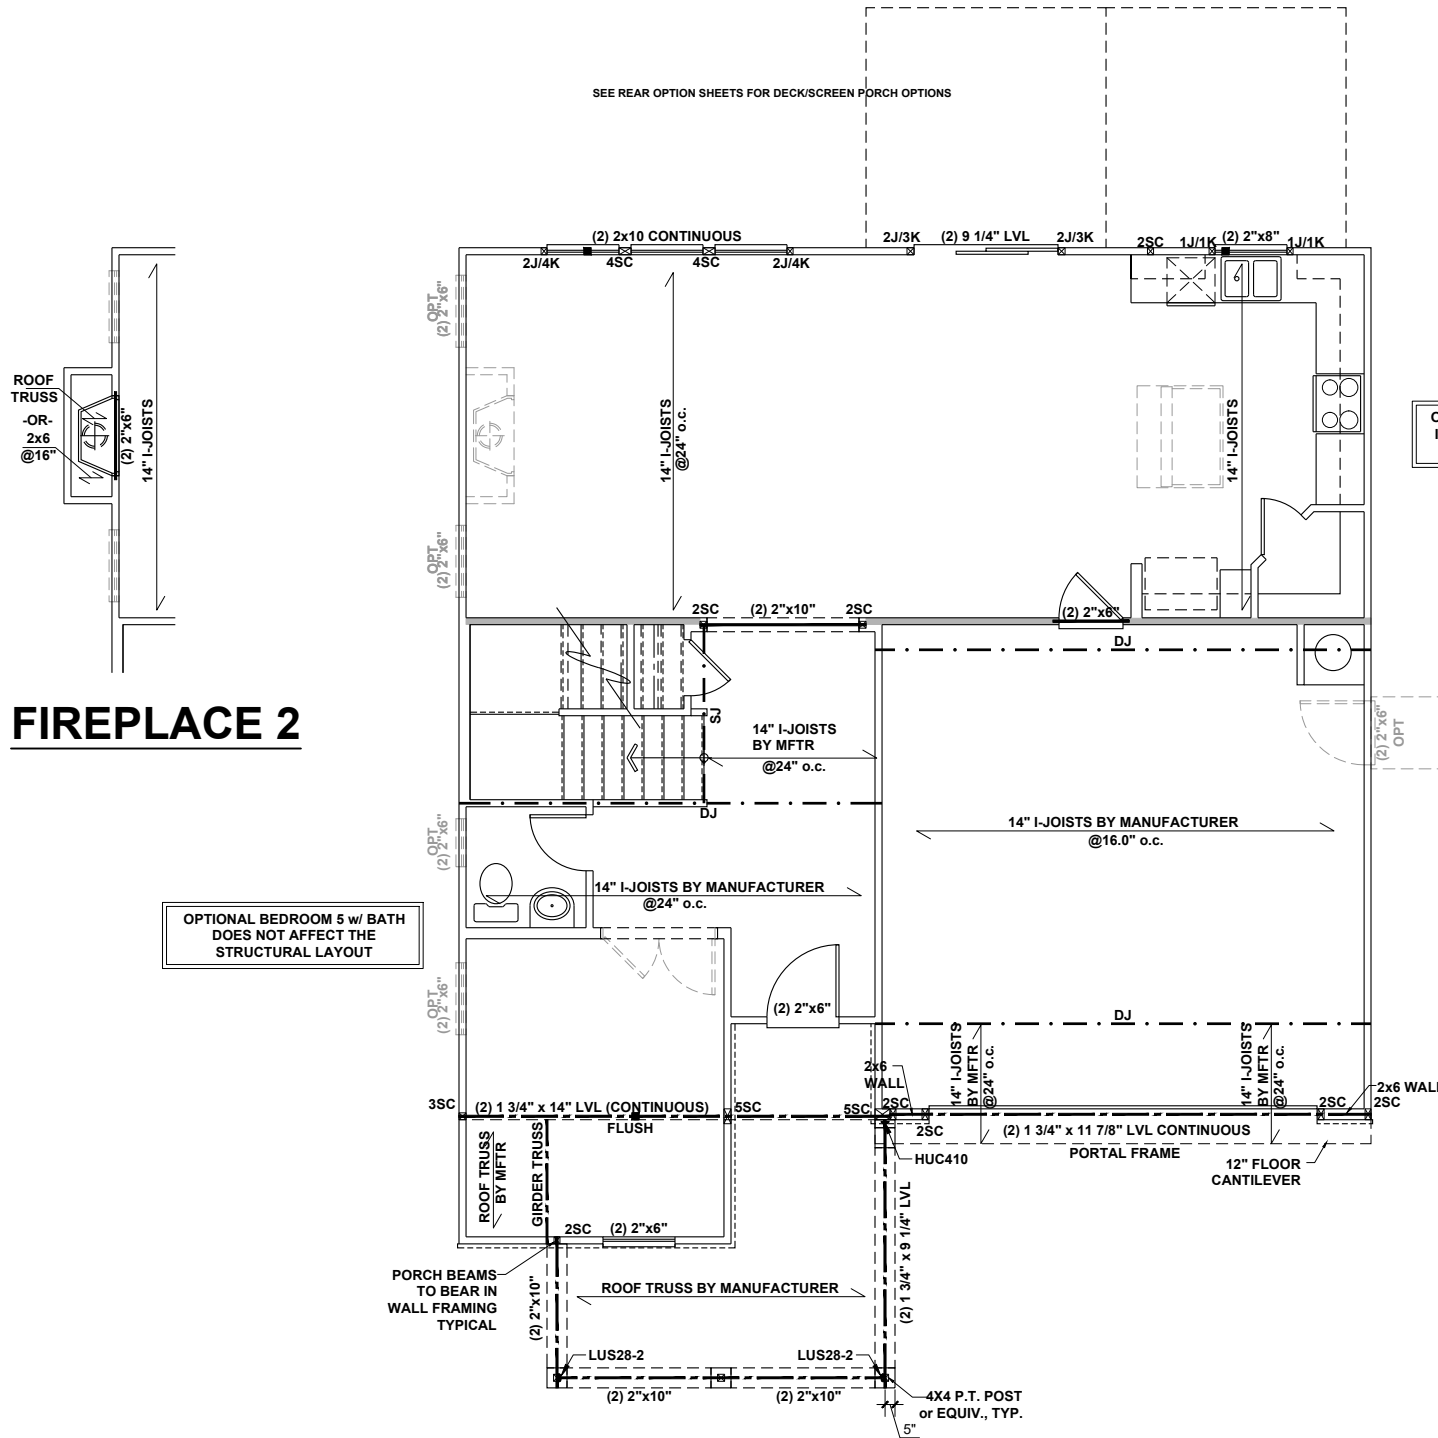 SEE REAR OPTION SHEETS FOR DECK/SCREEN PORCH OPTIONS
(2) 2x10 CONTINUOUS
2J/4K
4SC
4SC
2J/4K
2J/3K
(2) 9 1/4" LVL
2J/3K
2SC
1J/1K
(2) 2"x8"
1J/1K
OPT
(2) 2"x6"
ROOF
TRUSS
-OR-
2x6
@16"
(2) 2"x6"
14" I-JOISTS
14" I-JOISTS
@24" o.c.
14" I-JOISTS
OPT
(2) 2"x6"
2SC
(2) 2"x10"
2SC
(2) 2"x6"
DJ
FIREPLACE 2
SJ
14" I-JOISTS
BY MFTR
@24" o.c.
(2) 2"x6"
OPT
DJ
14" I-JOISTS BY MANUFACTURER
@16.0" o.c.
OPT
(2) 2"x6"
14" I-JOISTS BY MANUFACTURER
@24" o.c.
OPTIONAL BEDROOM 5 w/ BATH
DOES NOT AFFECT THE
STRUCTURAL LAYOUT
OPT
(2) 2"x6"
(2) 2"x6"
DJ
14" I-JOISTS
BY MFTR
@24" o.c.
14" I-JOISTS
BY MFTR
@24" o.c.
2x6
WALL
2x6 WALL
3SC
(2) 1 3/4" x 14" LVL (CONTINUOUS)
FLUSH
5SC
5SC
2SC
2SC
2SC
2SC
(2) 1 3/4" x 11 7/8" LVL CONTINUOUS
PORTAL FRAME
HUC410
12" FLOOR
CANTILEVER
ROOF TRUSS
BY MFTR
GIRDER TRUSS
2SC
(2) 2"x6"
(2) 1 3/4" x 9 1/4" LVL
PORCH BEAMS
TO BEAR IN
WALL FRAMING
TYPICAL
(2) 2"x10"
ROOF TRUSS BY MANUFACTURER
LUS28-2
LUS28-2
(2) 2"x10"
(2) 2"x10"
4X4 P.T. POST
or EQUIV., TYP.
5"